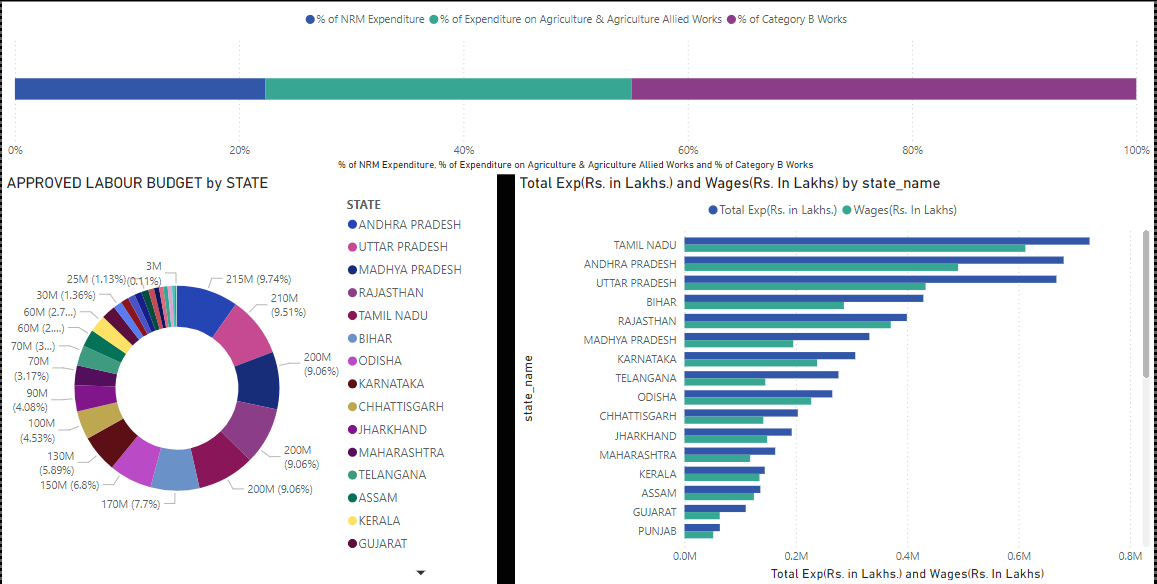 % of NRM Expenditure % of Expenditure on Agriculture & Agriculture Allied Works % of Category B Works
0% 20% 40% 60% 80% 100%
% of NRM Expenditure, % of Expenditure on Agriculture & Agriculture Allied Works and % of Category B Works
APPROVED LABOUR BUDGET by STATE
3M
(0.11%)
25M (1.13%)
30M (1.36%)
60M (2.7...)
60M (2....)
70M (3...)
70M
(3.17%)
90M
(4.08%)
100M
(4.53%)
130M
(5.89%)
150M (6.8%)
170M (7.7%)
200M (9.06%)
200M
(9.06%)
200M
(9.06%)
210M
(9.51%)
215M (9.74%)
STATE
ANDHRA PRADESH
UTTAR PRADESH
MADHYA PRADESH
RAJASTHAN
TAMIL NADU
BIHAR
ODISHA
KARNATAKA
CHHATTISGARH
JHARKHAND
MAHARASHTRA
TELANGANA
ASSAM
KERALA
GUJARAT
Total Exp(Rs. in Lakhs.) and Wages(Rs. In Lakhs) by state_name
Total Exp(Rs. in Lakhs.) Wages(Rs. In Lakhs)
state_name
TAMIL NADU
ANDHRA PRADESH
UTTAR PRADESH
BIHAR
RAJASTHAN
MADHYA PRADESH
KARNATAKA
TELANGANA
ODISHA
CHHATTISGARH
JHARKHAND
MAHARASHTRA
KERALA
ASSAM
GUJARAT
PUNJAB
0.0M 0.2M 0.4M 0.6M 0.8M
Total Exp(Rs. in Lakhs.) and Wages(Rs. In Lakhs)